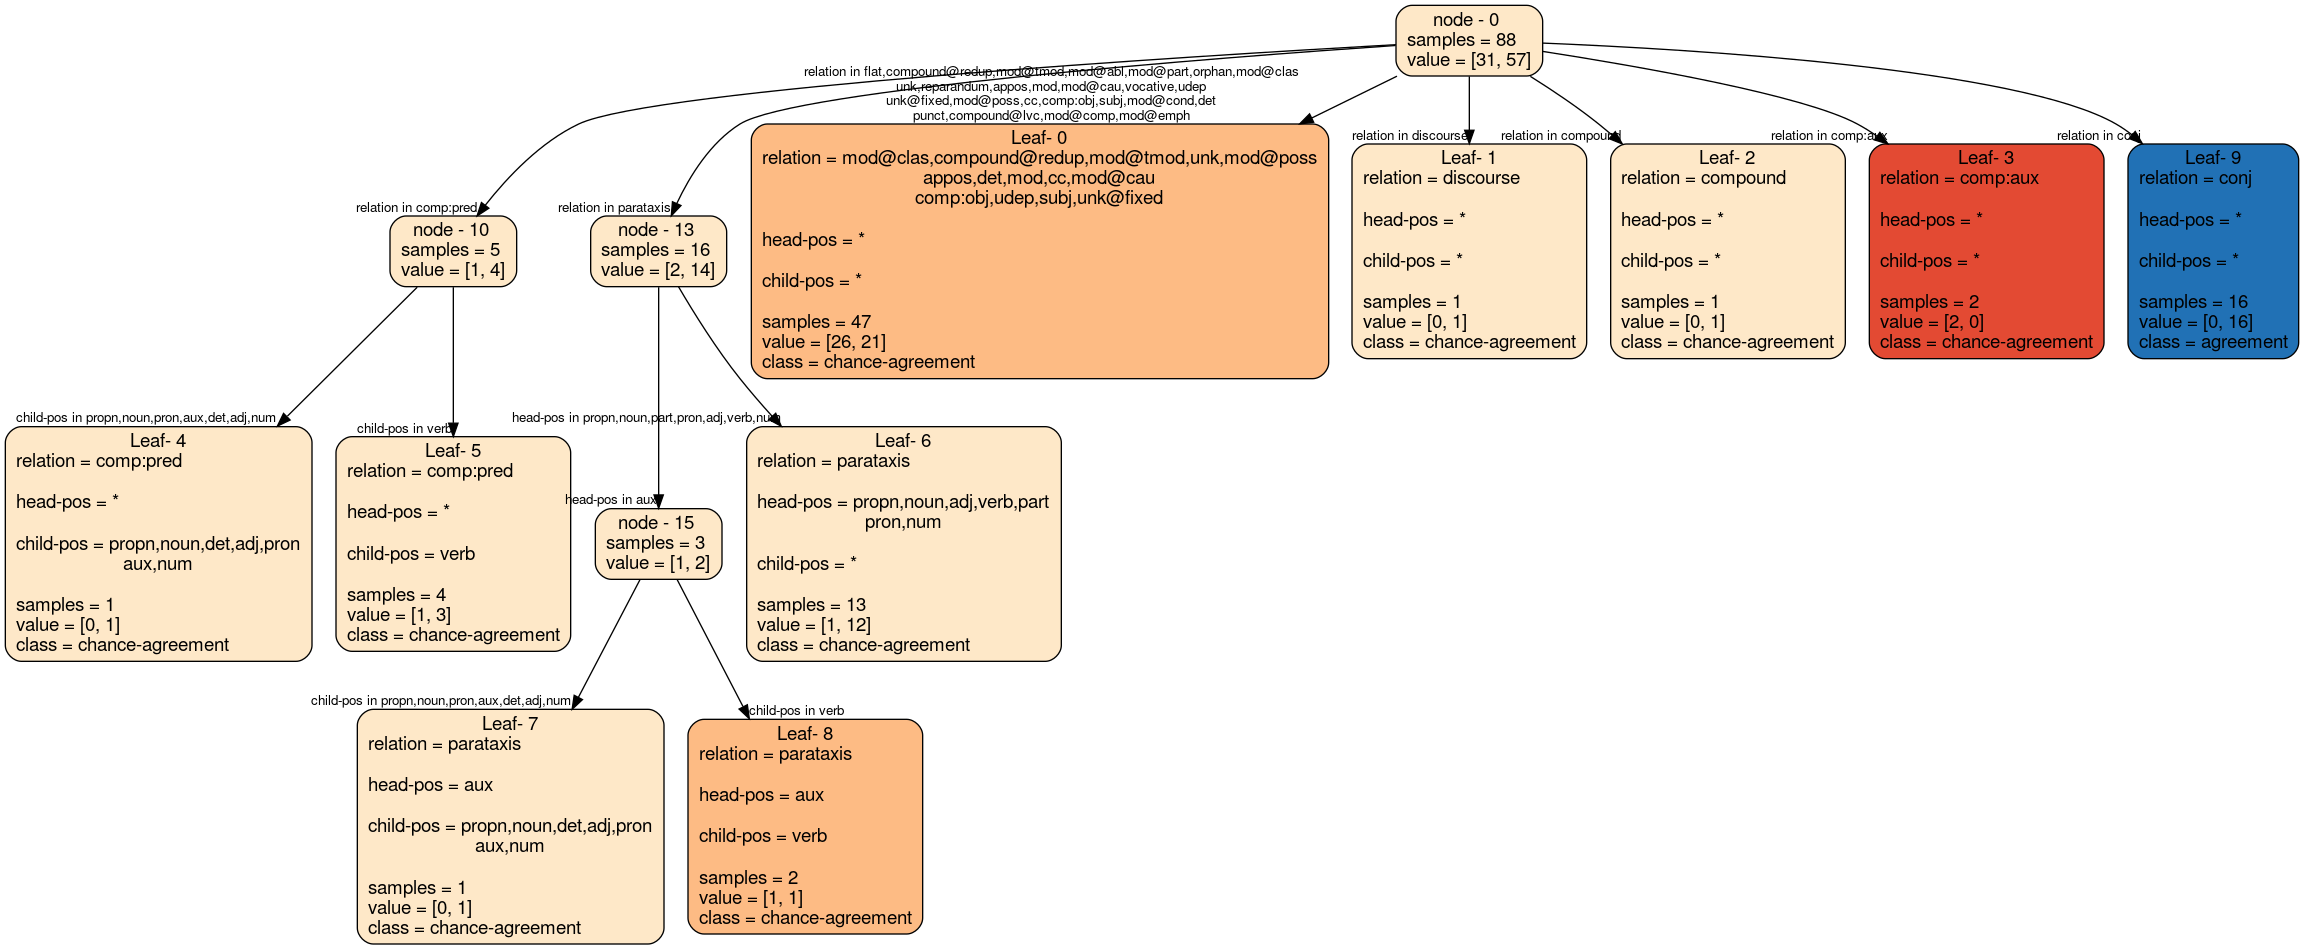 node - 0
samples = 88
value = [31, 57]
relation in flat,compound@redup,mod@tmod,mod@abl,mod@part,orphan,mod@clas
unk,reparandum,appos,mod,mod@cau,vocative,udep
unk@fixed,mod@poss,cc,comp:obj,subj,mod@cond,det
punct,compound@lvc,mod@comp,mod@emph
relation in discourse
relation in compound
relation in comp:aux
relation in conj
relation in comp:pred
relation in parataxis
node - 10
samples = 5
value = [1, 4]
node - 13
samples = 16
value = [2, 14]
Leaf- 0
relation = mod@clas,compound@redup,mod@tmod,unk,mod@poss
appos,det,mod,cc,mod@cau
comp:obj,udep,subj,unk@fixed
head-pos = *
child-pos = *
samples = 47
value = [26, 21]
class = chance-agreement
Leaf- 1
relation = discourse
head-pos = *
child-pos = *
samples = 1
value = [0, 1]
class = chance-agreement
Leaf- 2
relation = compound
head-pos = *
child-pos = *
samples = 1
value = [0, 1]
class = chance-agreement
Leaf- 3
relation = comp:aux
head-pos = *
child-pos = *
samples = 2
value = [2, 0]
class = chance-agreement
Leaf- 9
relation = conj
head-pos = *
child-pos = *
samples = 16
value = [0, 16]
class = agreement
child-pos in propn,noun,pron,aux,det,adj,num
child-pos in verb
head-pos in propn,noun,part,pron,adj,verb,num
Leaf- 4
relation = comp:pred
head-pos = *
child-pos = propn,noun,det,adj,pron
aux,num
samples = 1
value = [0, 1]
class = chance-agreement
Leaf- 5
relation = comp:pred
head-pos = *
child-pos = verb
samples = 4
value = [1, 3]
class = chance-agreement
head-pos in aux
node - 15
samples = 3
value = [1, 2]
Leaf- 6
relation = parataxis
head-pos = propn,noun,adj,verb,part
pron,num
child-pos = *
samples = 13
value = [1, 12]
class = chance-agreement
child-pos in propn,noun,pron,aux,det,adj,num
child-pos in verb
Leaf- 7
relation = parataxis
head-pos = aux
child-pos = propn,noun,det,adj,pron
aux,num
samples = 1
value = [0, 1]
class = chance-agreement
Leaf- 8
relation = parataxis
head-pos = aux
child-pos = verb
samples = 2
value = [1, 1]
class = chance-agreement